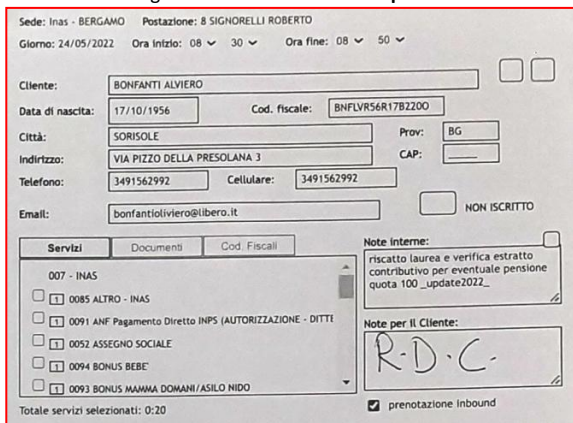 Sede: Inas - BERGAMO Postazione: 8 SIGNORELLI ROBERTO
Giorno: 24/05/2022 Ora inizio: 08 30 Ora fine: 08 50
Cliente: BONFANTI ALVIERO
Data di nascita: 17/10/1956 Cod. fiscale: BNFLVR56R17B220O
Città: SORISOLE Prov: BG
Indirizzo: VIA PIZZO DELLA PRESOLANA 3 CAP:
Telefono: 3491562992 Cellulare: 3491562992
Email: bonfantioliviero@libero.it NON ISCRITTO
Servizi Documenti Cod. Fiscali
007 - INAS
1 0085 ALTRO - INAS
1 0091 ANF Pagamento Diretto INPS (AUTORIZZAZIONE - DITTE
1 0052 ASSEGNO SOCIALE
1 0094 BONUS BEBE'
1 0093 BONUS MAMMA DOMANI/ASILO NIDO
Totale servizi selezionati: 0:20
Note interne:
riscatto laurea e verifica estratto
contributivo per eventuale pensione
quota 100 _update2022_
Note per il Cliente:
R.D.C.
prenotazione inbound